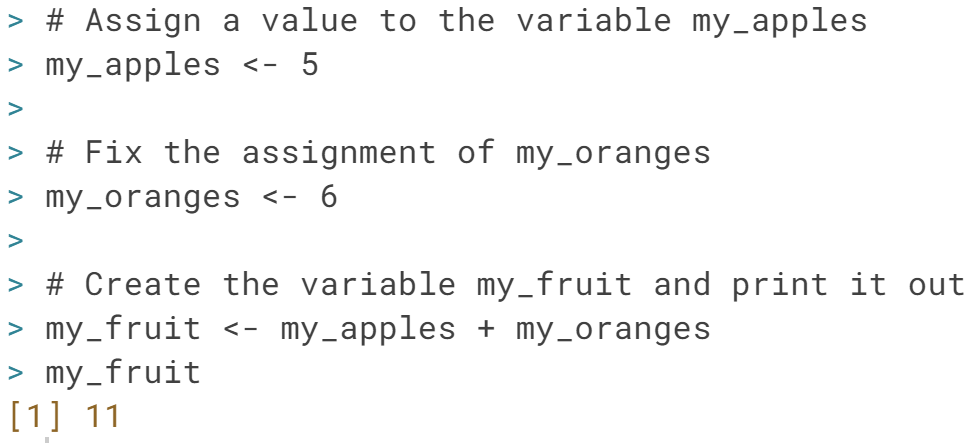 > # Assign a value to the variable my_apples
> my_apples <- 5
>
> # Fix the assignment of my_oranges
> my_oranges <- 6
>
> # Create the variable my_fruit and print it out
> my_fruit <- my_apples + my_oranges
> my_fruit
[1] 11